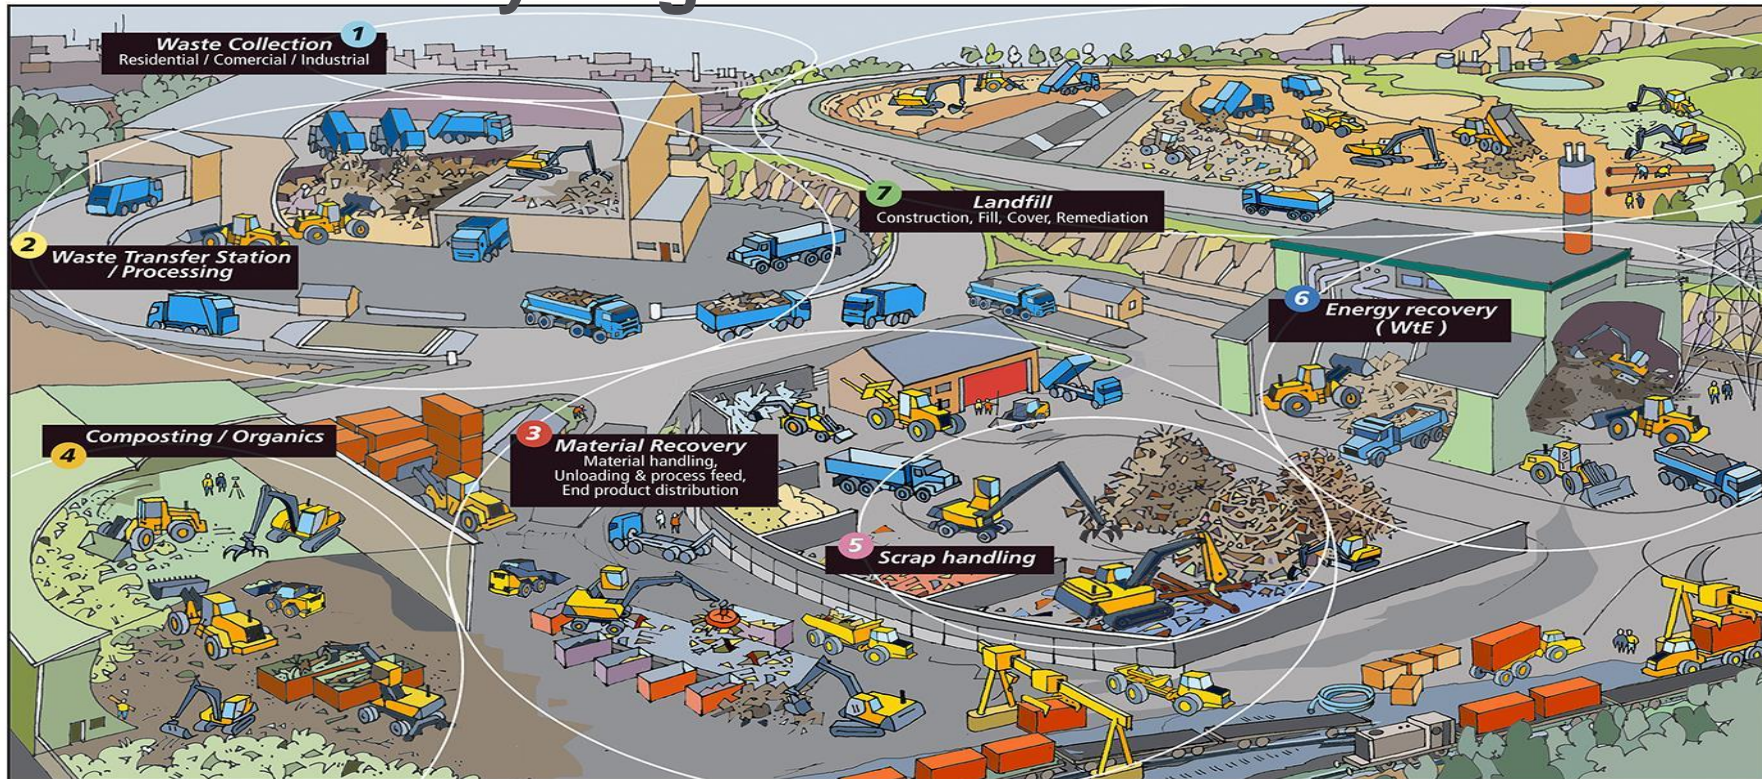 1
Waste Collection
Residential / Comercial / Industrial
2
Waste Transfer Station
/ Processing
3
Material Recovery
Material handling,
Unloading & process feed,
End product distribution
4
Composting / Organics
5
Scrap handling
6
Energy recovery
( WtE )
7
Landfill
Construction, Fill, Cover, Remediation